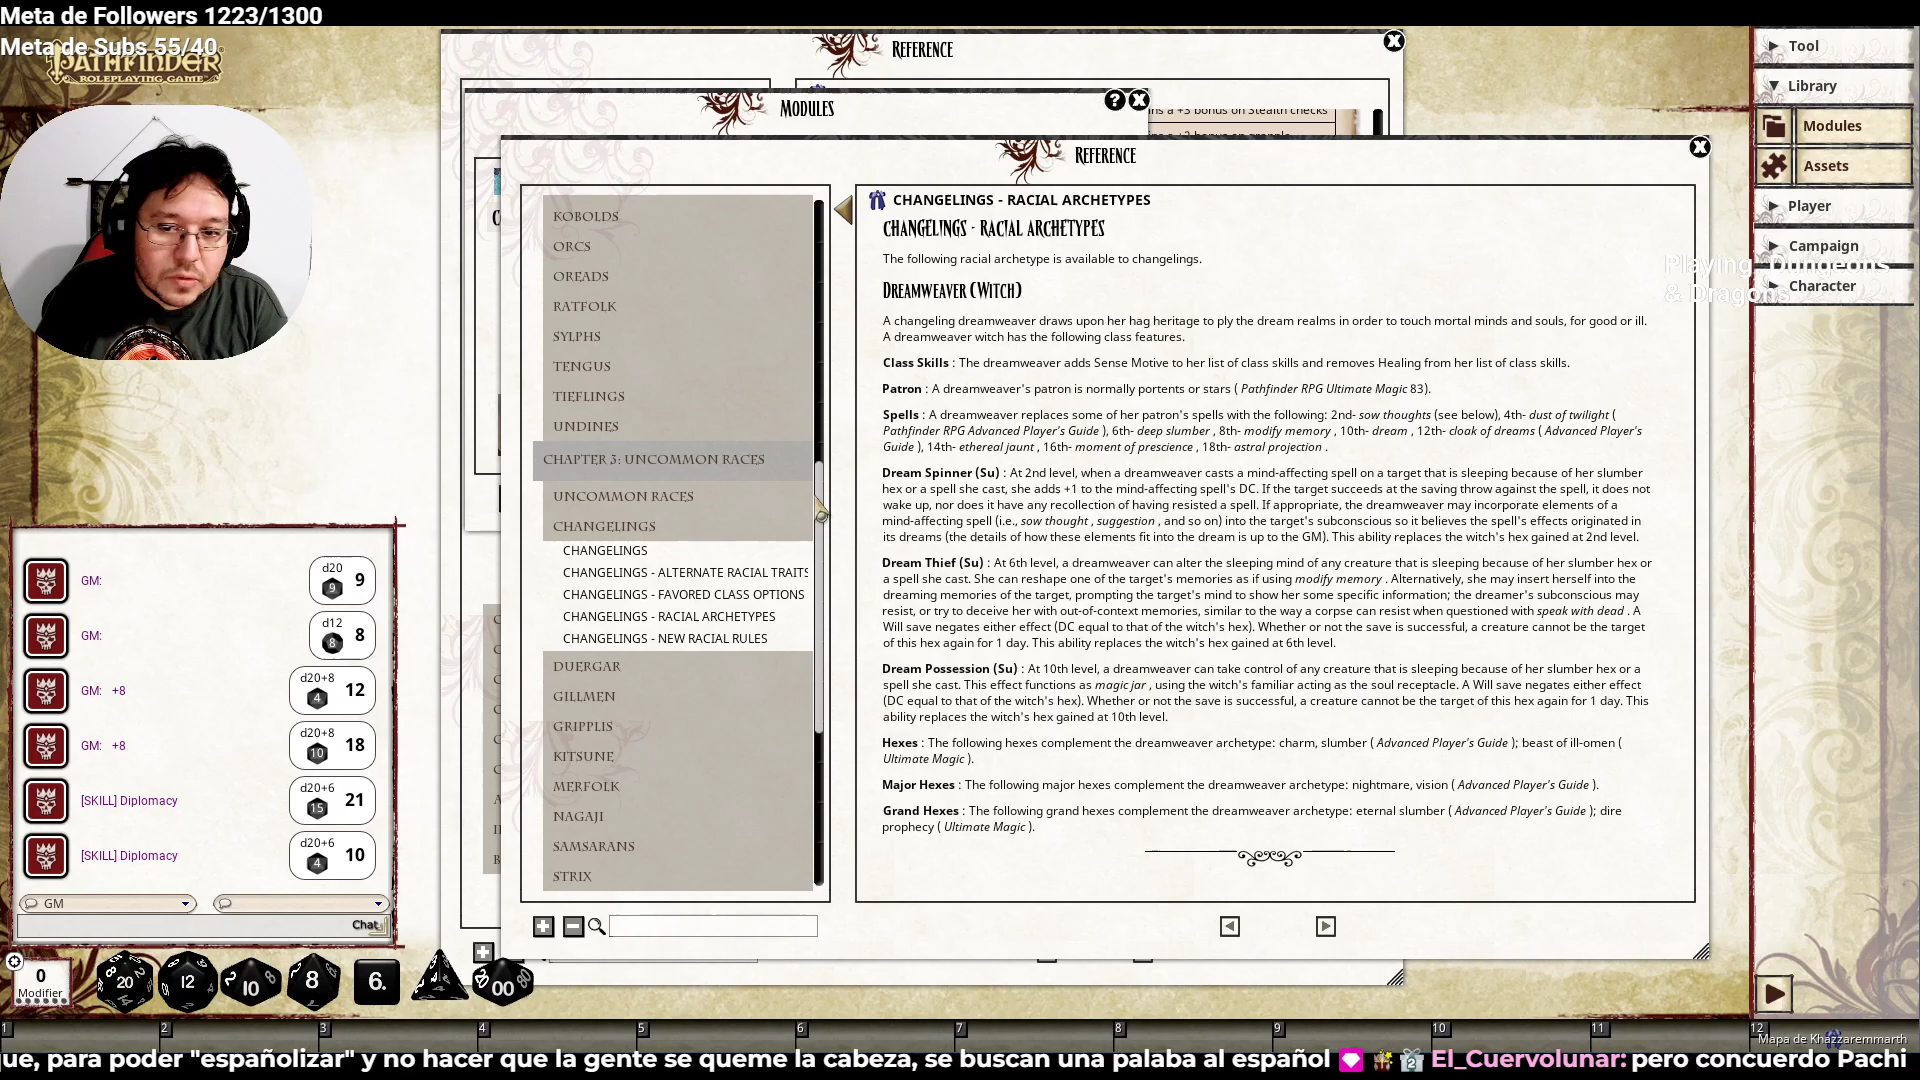 Meta de Followers 1223/1300
Meta de Subs 55/40
PATHFINDER
ROLEPLAYING GAME
REFERENCE
MODULES
?
REFERENCE
KOBOLDS
ORCS
OREADS
RATFOLK
SYLPHS
TENGUS
TIEFLINGS
UNDINES
CHAPTER 3: UNCOMMON RACES
UNCOMMON RACES
CHANGELINGS
CHANGELINGS
CHANGELINGS - ALTERNATE RACIAL TRAITS
CHANGELINGS - FAVORED CLASS OPTIONS
CHANGELINGS - RACIAL ARCHETYPES
CHANGELINGS - NEW RACIAL RULES
DUERGAR
GILLMEN
GRIPPLIS
KITSUNE
MERFOLK
NAGAJI
SAMSARANS
STRIX
CHANGELINGS - RACIAL ARCHETYPES
CHANGELINGS - RACIAL ARCHETYPES
The following racial archetype is available to changelings.
DREAMWEAVER (WITCH)
A changeling dreamweaver draws upon her hag heritage to ply the dream realms in order to touch mortal minds and souls, for good or ill.
A dreamweaver witch has the following class features.
Class Skills : The dreamweaver adds Sense Motive to her list of class skills and removes Healing from her list of class skills.
Patron : A dreamweaver's patron is normally portents or stars ( Pathfinder RPG Ultimate Magic 83).
Spells : A dreamweaver replaces some of her patron's spells with the following: 2nd- sow thoughts (see below), 4th- dust of twilight (
Pathfinder RPG Advanced Player's Guide ), 6th- deep slumber , 8th- modify memory , 10th- dream , 12th- cloak of dreams ( Advanced Player's
Guide ), 14th- ethereal jaunt , 16th- moment of prescience , 18th- astral projection .
Dream Spinner (Su) : At 2nd level, when a dreamweaver casts a mind-affecting spell on a target that is sleeping because of her slumber
hex or a spell she cast, she adds +1 to the mind-affecting spell's DC. If the target succeeds at the saving throw against the spell, it does not
wake up, nor does it have any recollection of having resisted a spell. If appropriate, the dreamweaver may incorporate elements of a
mind-affecting spell (i.e., sow thought , suggestion , and so on) into the target's subconscious so it believes the spell's effects originated in
its dreams (the details of how these elements fit into the dream is up to the GM). This ability replaces the witch's hex gained at 2nd level.
Dream Thief (Su) : At 6th level, a dreamweaver can alter the sleeping mind of any creature that is sleeping because of her slumber hex or
a spell she cast. She can reshape one of the target's memories as if using modify memory . Alternatively, she may insert herself into the
dreaming memories of the target, prompting the target's mind to show her some specific information; the dreamer's subconscious may
resist, or try to deceive her with out-of-context memories, similar to the way a corpse can resist when questioned with speak with dead . A
Will save negates either effect (DC equal to that of the witch's hex). Whether or not the save is successful, a creature cannot be the target
of this hex again for 1 day. This ability replaces the witch's hex gained at 6th level.
Dream Possession (Su) : At 10th level, a dreamweaver can take control of any creature that is sleeping because of her slumber hex or a
spell she cast. This effect functions as magic jar , using the witch's familiar acting as the soul receptacle. A Will save negates either effect
(DC equal to that of the witch's hex). Whether or not the save is successful, a creature cannot be the target of this hex again for 1 day. This
ability replaces the witch's hex gained at 10th level.
Hexes : The following hexes complement the dreamweaver archetype: charm, slumber ( Advanced Player's Guide ); beast of ill-omen (
Ultimate Magic ).
Major Hexes : The following major hexes complement the dreamweaver archetype: nightmare, vision ( Advanced Player's Guide ).
Grand Hexes : The following grand hexes complement the dreamweaver archetype: eternal slumber ( Advanced Player's Guide ); dire
prophecy ( Ultimate Magic ).
Tool
Library
Modules
Assets
Player
Campaign
Character
Playing: Dungeons
& Dragons
GM: d20 9 9
GM: d12 8 8
GM: +8 d20+8 4 12
GM: +8 d20+8 10 18
[SKILL] Diplomacy d20+6 15 21
[SKILL] Diplomacy d20+6 4 10
GM
Chat
0
Modifier
20 12 10 8 6. 00
1 2 3 4 5 6 7 8 9 10 11 12
Mapa de Khazzaremmarth
que, para poder "españolizar" y no hacer que la gente se queme la cabeza, se buscan una palaba al español El_Cuervolunar: pero concuerdo Pachi